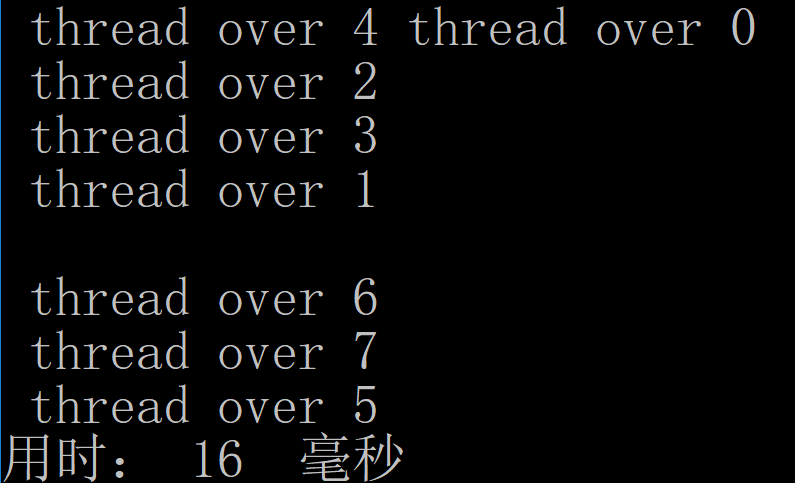 thread over 4 thread over 0
thread over 2
thread over 3
thread over 1
thread over 6
thread over 7
thread over 5
用时： 16 毫秒